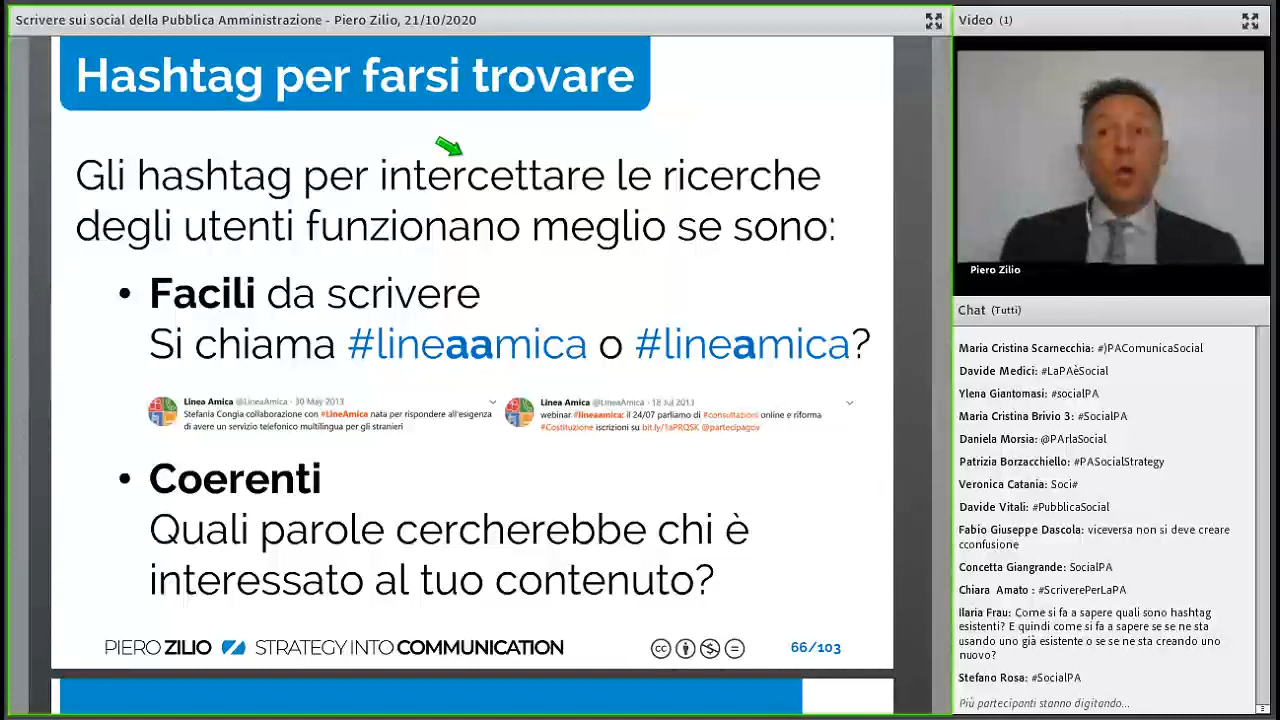 Scrivere sui social della Pubblica Amministrazione - Piero Zilio, 21/10/2020
Hashtag per farsi trovare
Gli hashtag per intercettare le ricerche
degli utenti funzionano meglio se sono:
• Facili da scrivere
Si chiama #lineaamica o #lineamica?
Linea Amica @LineAmica · 30 May 2013
Stefania Congia collaborazione con #LineAmica nata per rispondere all'esigenza
di avere un servizio telefonico multilingua per gli stranieri
Linea Amica @LineAmica · 18 Jul 2013
webinar #lineaamica: il 24/07 parliamo di #consultazioni online e riforma
#Costituzione iscrizioni su bit.ly/1aPRQSK @partecipagov
• Coerenti
Quali parole cercherebbe chi è
interessato al tuo contenuto?
PIERO ZILIO STRATEGY INTO COMMUNICATION
cc
66/103
Video (1)
Piero Zilio
Chat (Tutti)
Maria Cristina Scarnecchia: #)PAComunicaSocial
Davide Medici: #LaPAèSocial
Ylena Giantomasi: #socialPA
Maria Cristina Brivio 3: #SocialPA
Daniela Morsia: @PArlaSocial
Patrizia Borzacchiello: #PASocialStrategy
Veronica Catania: Soci#
Davide Vitali: #PubblicaSocial
Fabio Giuseppe Dascola: viceversa non si deve creare
cconfusione
Concetta Giangrande: SocialPA
Chiara Amato : #ScriverePerLaPA
Ilaria Frau: Come si fa a sapere quali sono hashtag
esistenti? E quindi come si fa a sapere se se ne sta
usando uno già esistente o se se ne sta creando uno
nuovo?
Stefano Rosa: #SocialPA
Più partecipanti stanno digitando...